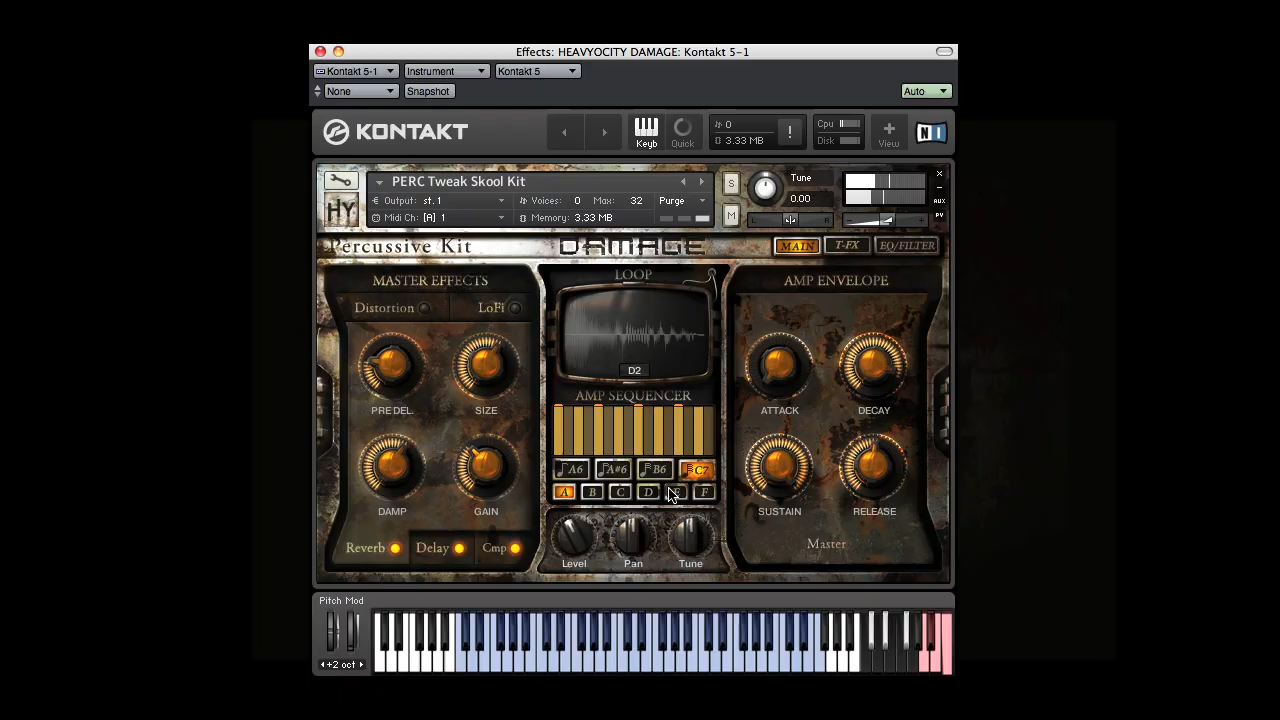 Effects: HEAVYOCITY DAMAGE: Kontakt 5-1
Kontakt 5-1 Instrument Kontakt 5
None Snapshot Auto
KONTAKT Keyb Quick 0 3.33 MB ! Cpu Disk View NI
PERC Tweak Skool Kit S Tune
Output: st. 1 Voices: 0 Max: 32 Purge 0.00 AUX
Midi Ch: [A] 1 Memory: 3.33 MB M L R PV
HY
Percussive Kit DAMAGE MAIN T-FX EQ/FILTER
MASTER EFFECTS LOOP AMP ENVELOPE
Distortion LoFi
D2
AMP SEQUENCER
PRE DEL. SIZE ATTACK DECAY
A6 A#6 B6 C7
A B C D E F
DAMP GAIN SUSTAIN RELEASE
Reverb Delay Cmp Master
Level Pan Tune
Pitch Mod
+2 oct